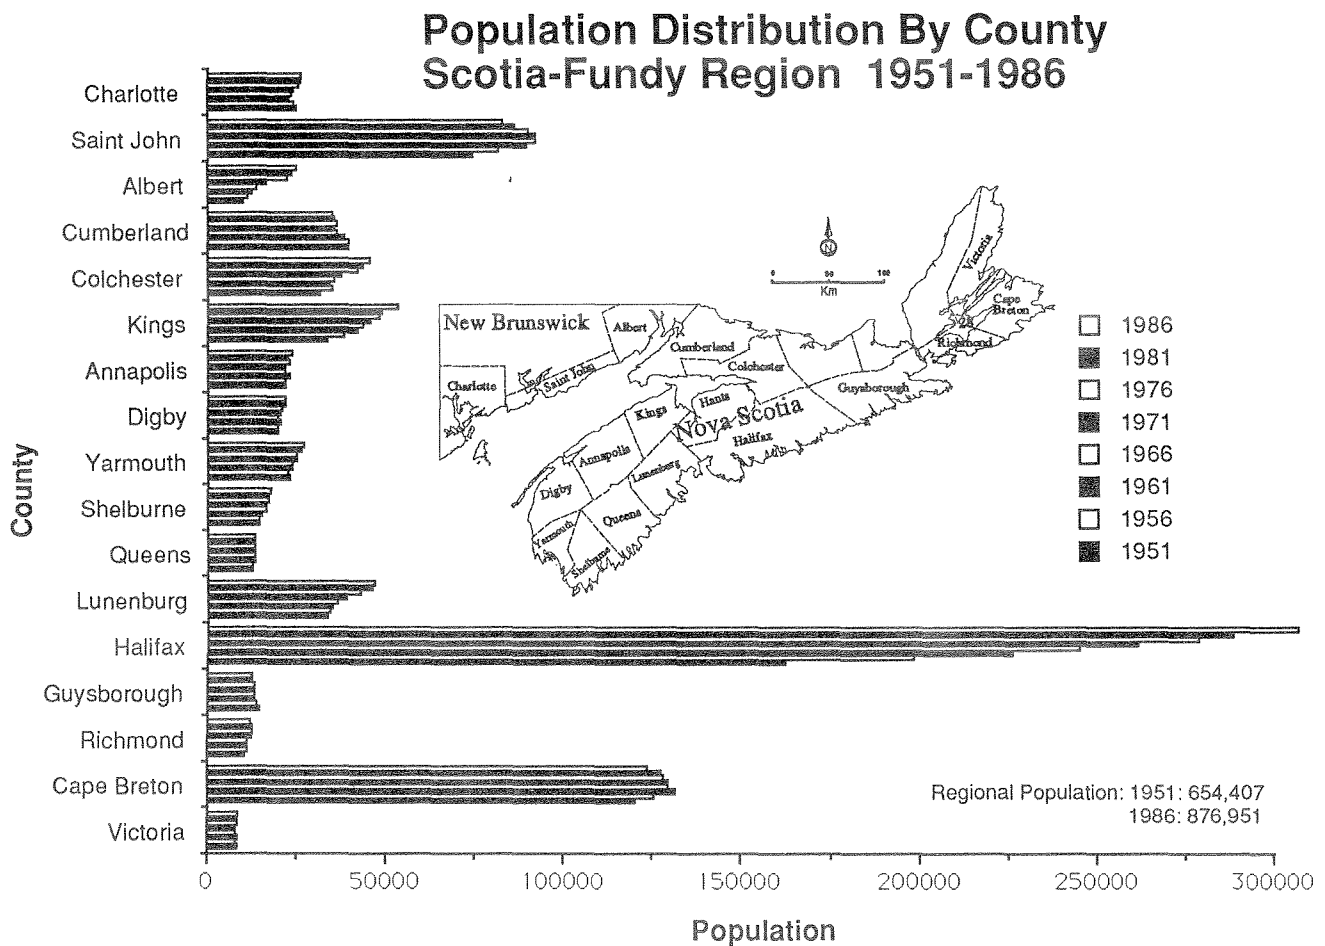 Population Distribution By County
Scotia-Fundy Region 1951-1986
Charlotte
Saint John
Albert
Cumberland
Colchester
Kings
Annapolis
Digby
Yarmouth
Shelburne
Queens
Lunenburg
Halifax
Guysborough
Richmond
Cape Breton
Victoria
County
N
0 50 100
Km
Victoria
Cape
Breton
Richmond
New Brunswick
Albert
Cumberland
Colchester
Guysborough
Charlotte
Saint John
Kings
Hants
Nova Scotia
Halifax
Annapolis
Lunenburg
Digby
Queens
Yarmouth
Shelburne
1986
1981
1976
1971
1966
1961
1956
1951
Regional Population: 1951: 654,407
1986: 876,951
0 50000 100000 150000 200000 250000 300000
Population